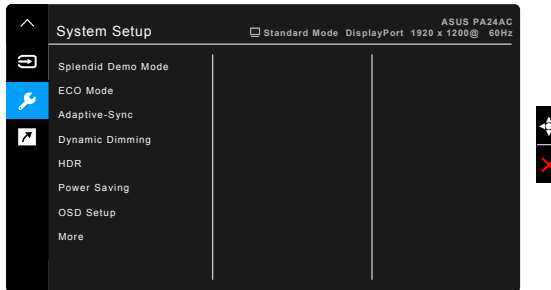 ASUS PA24AC
System Setup
Standard Mode DisplayPort 1920 x 1200@ 60Hz
Splendid Demo Mode
ECO Mode
Adaptive-Sync
Dynamic Dimming
HDR
Power Saving
OSD Setup
More